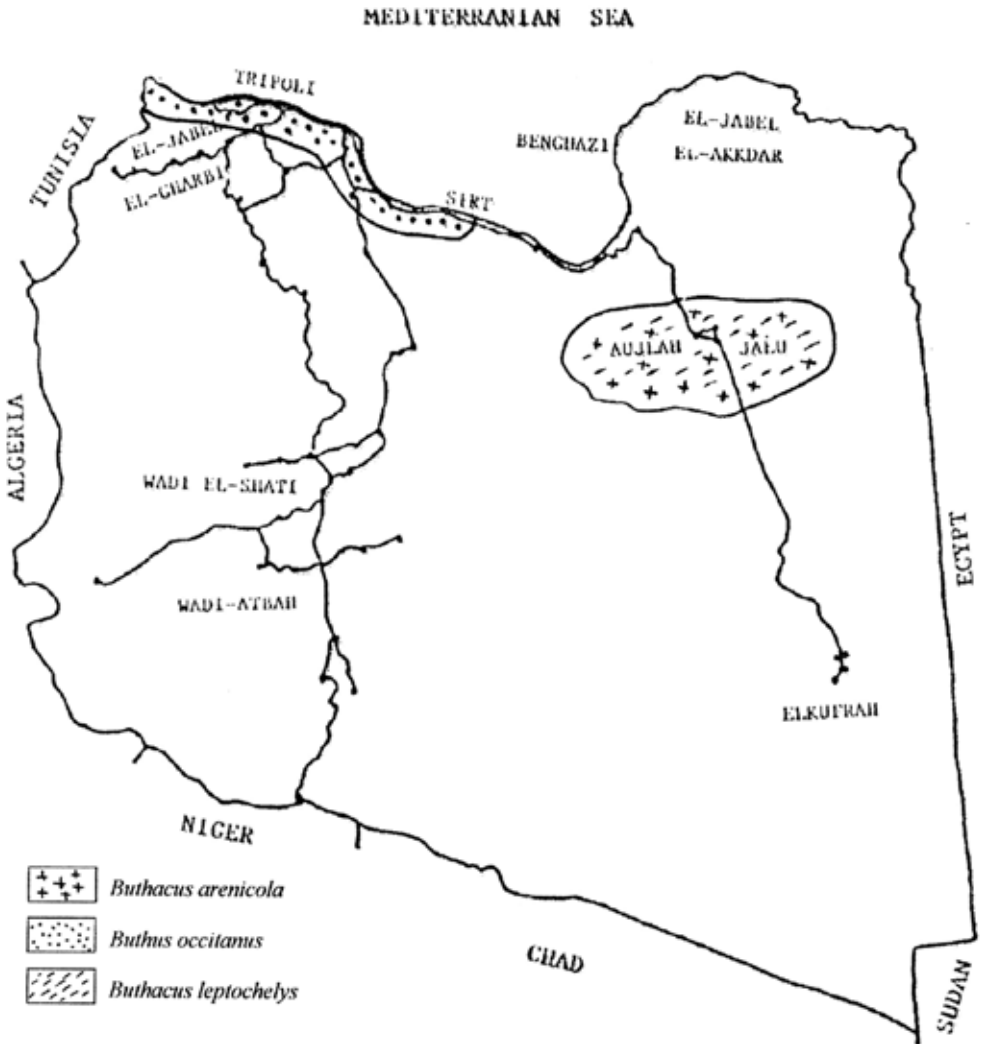 MEDITERRANIAN SEA
TRIPOLI
TUNISIA
EL-JABEL
EL-GHARBI
SIRT
BENGHAZI
EL-JABEL
EL-AKKDAR
AUJLAH
JALU
ALGERIA
WADI EL-SHATI
WADI-ATBAH
EGYPT
ELKUFRAH
NIGER
CHAD
SUDAN
Buthacus arenicola
Buthus occitanus
Buthacus leptochelys